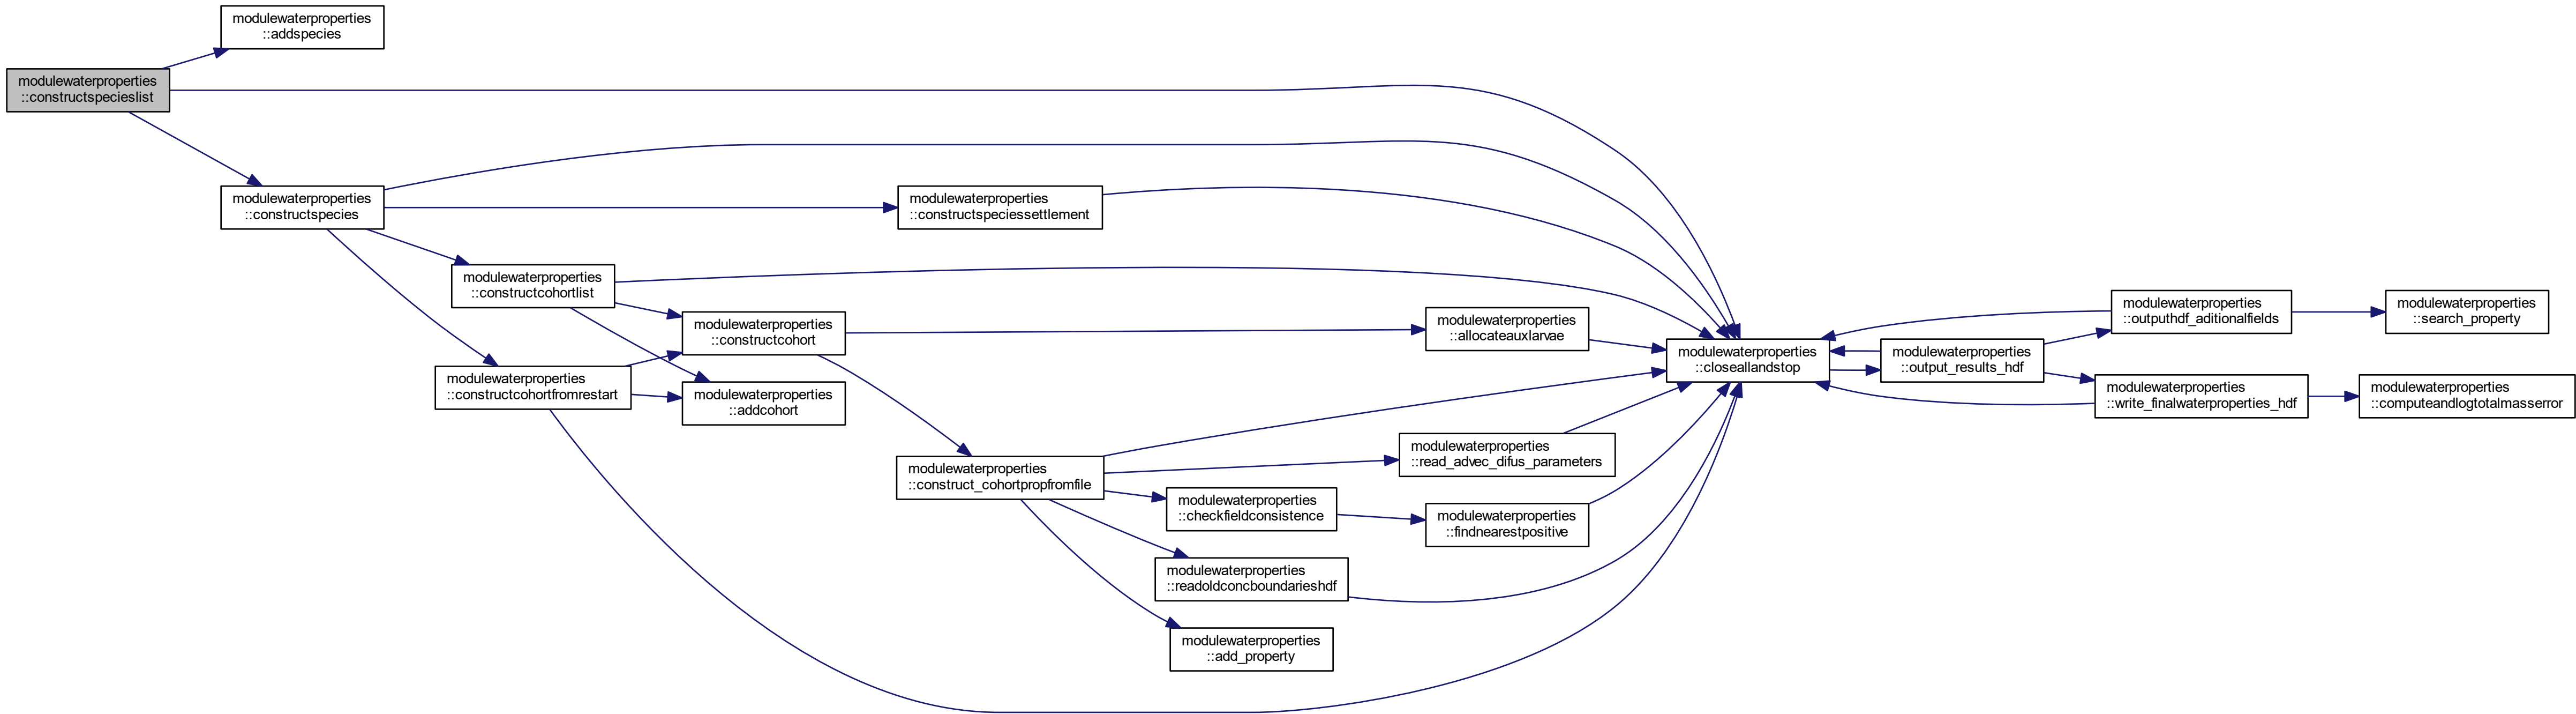 modulewaterproperties
::addspecies
modulewaterproperties
::constructspecieslist
modulewaterproperties
::constructspecies
modulewaterproperties
::constructspeciessettlement
modulewaterproperties
::constructcohortlist
modulewaterproperties
::constructcohort
modulewaterproperties
::constructcohortfromrestart
modulewaterproperties
::addcohort
modulewaterproperties
::allocateauxlarvae
modulewaterproperties
::closeallandstop
modulewaterproperties
::output_results_hdf
modulewaterproperties
::outputhdf_aditionalfields
modulewaterproperties
::search_property
modulewaterproperties
::write_finalwaterproperties_hdf
modulewaterproperties
::computeandlogtotalmasserror
modulewaterproperties
::construct_cohortpropfromfile
modulewaterproperties
::read_advec_difus_parameters
modulewaterproperties
::checkfieldconsistence
modulewaterproperties
::findnearestpositive
modulewaterproperties
::readoldconcboundarieshdf
modulewaterproperties
::add_property